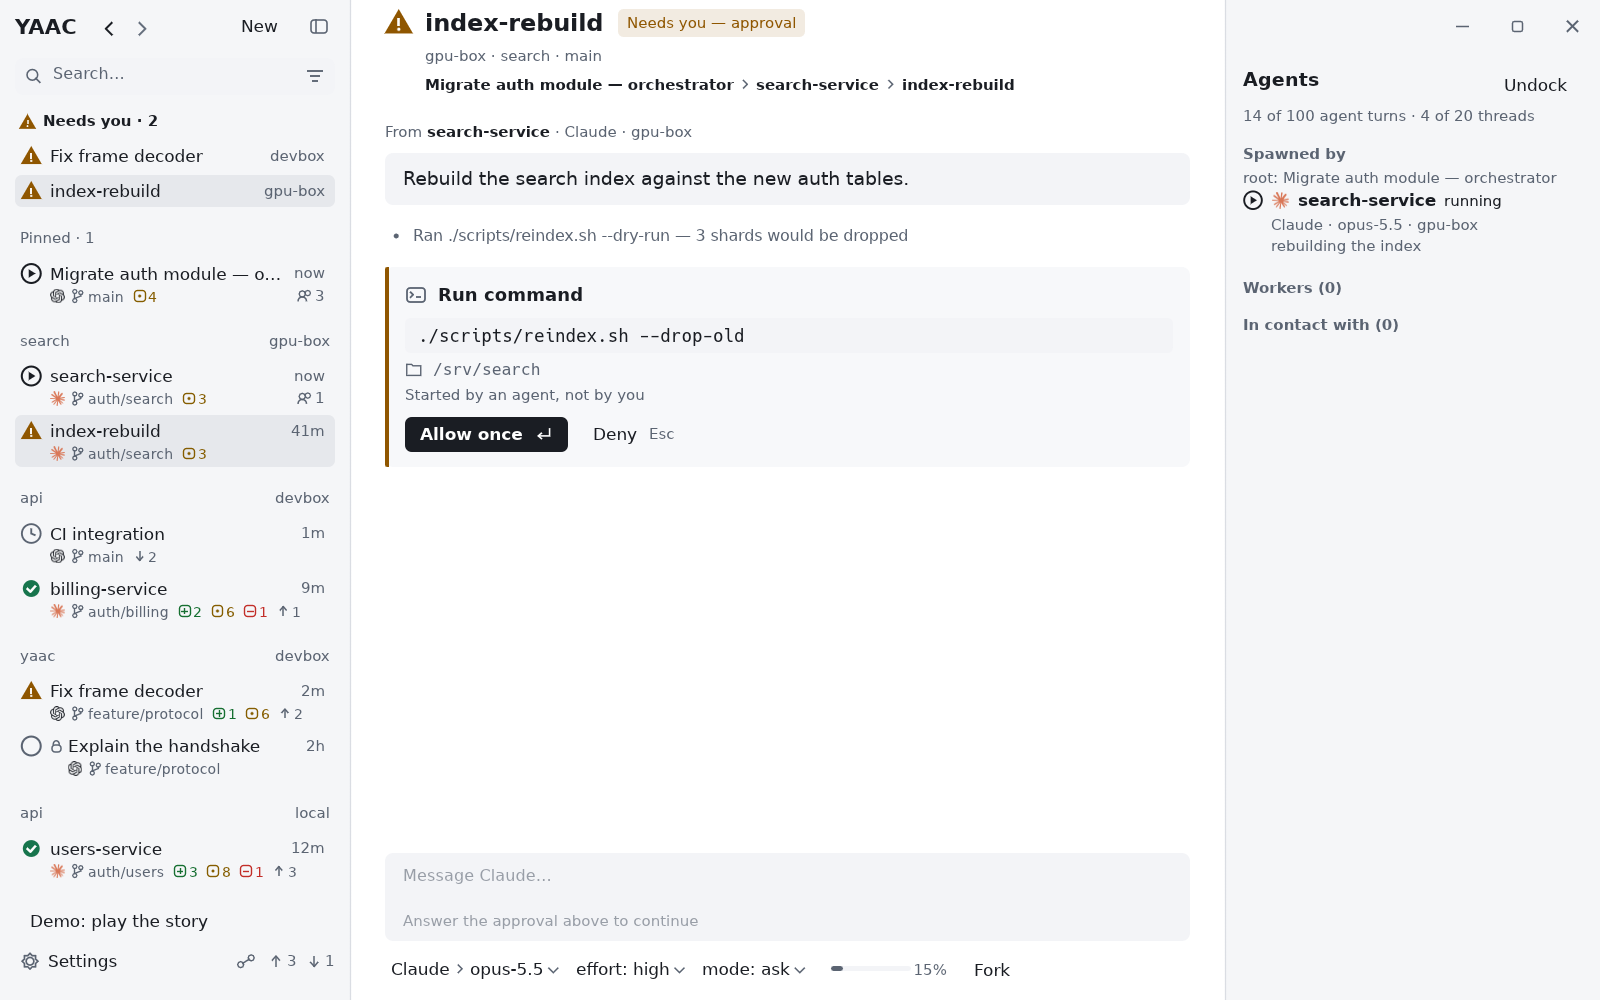 YAAC
New
Search...
Needs you · 2
Fix frame decoder devbox
index-rebuild gpu-box
Pinned · 1
Migrate auth module — o... now
main 4 3
search gpu-box
search-service now
auth/search 3 1
index-rebuild 41m
auth/search 3
api devbox
CI integration 1m
main ↓2
billing-service 9m
auth/billing 2 6 1 ↑1
yaac devbox
Fix frame decoder 2m
feature/protocol 1 6 ↑2
Explain the handshake 2h
feature/protocol
api local
users-service 12m
auth/users 3 8 1 ↑3
Demo: play the story
Settings ↑3 ↓1
index-rebuild Needs you — approval
gpu-box · search · main
Migrate auth module — orchestrator > search-service > index-rebuild
From search-service · Claude · gpu-box
Rebuild the search index against the new auth tables.
• Ran ./scripts/reindex.sh --dry-run — 3 shards would be dropped
Run command
./scripts/reindex.sh --drop-old
/srv/search
Started by an agent, not by you
Allow once ↵ Deny Esc
Message Claude...
Answer the approval above to continue
Claude > opus-5.5 effort: high mode: ask 15% Fork
Agents Undock
14 of 100 agent turns · 4 of 20 threads
Spawned by
root: Migrate auth module — orchestrator
search-service running
Claude · opus-5.5 · gpu-box
rebuilding the index
Workers (0)
In contact with (0)